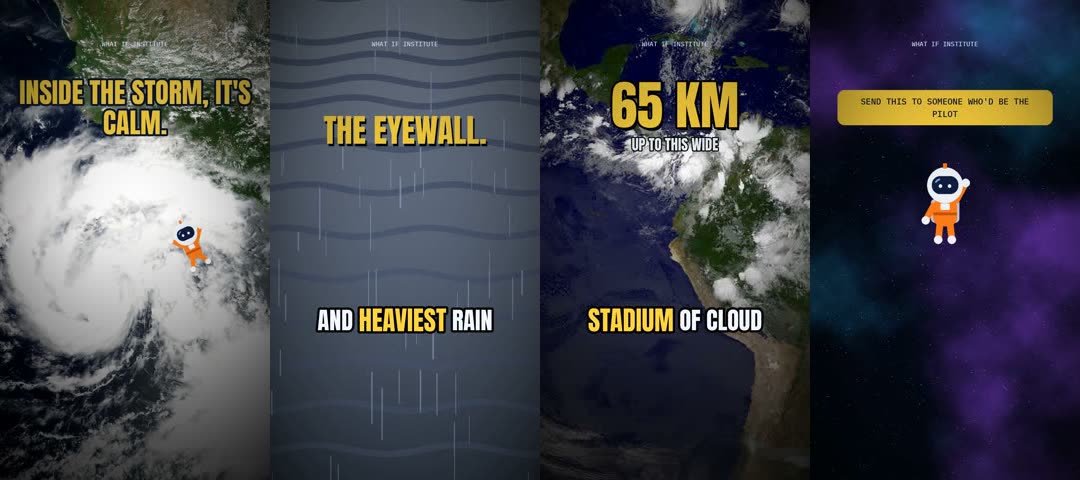 WHAT IF INSTITUTE
INSIDE THE STORM, IT'S
CALM.
WHAT IF INSTITUTE
THE EYEWALL.
AND HEAVIEST RAIN
WHAT IF INSTITUTE
65 KM
UP TO THIS WIDE
STADIUM OF CLOUD
WHAT IF INSTITUTE
SEND THIS TO SOMEONE WHO'D BE THE
PILOT